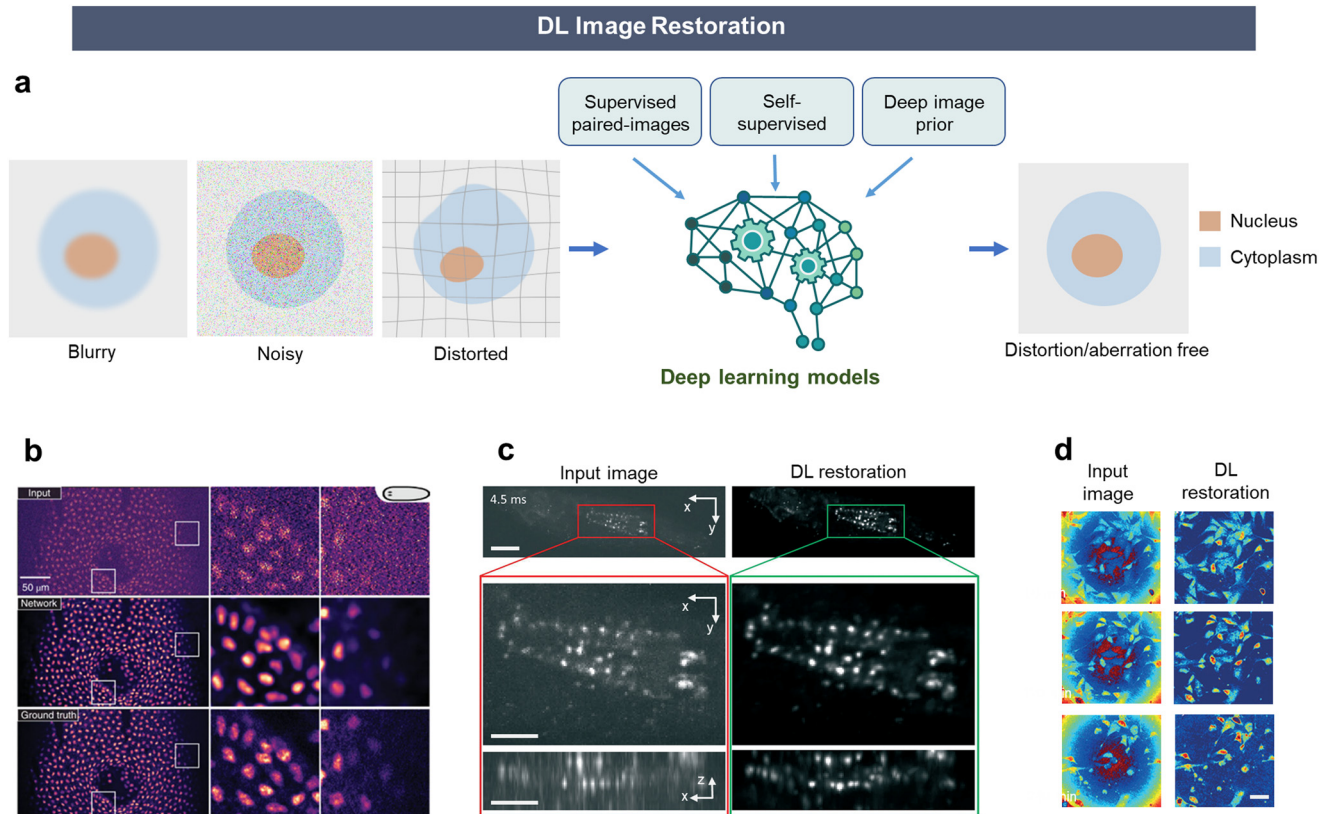 DL Image Restoration
a
Supervised
paired-images
Self-
supervised
Deep image
prior
Blurry
Noisy
Distorted
Deep learning models
Distortion/aberration free
Nucleus
Cytoplasm
b
Input
50 µm
Network
Ground truth
c
Input image
DL restoration
4.5 ms
x
y
x
y
z
x
d
Input
image
DL
restoration